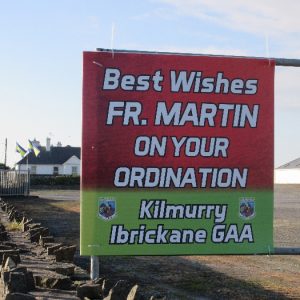 Best Wishes
FR. MARTIN
ON YOUR
ORDINATION
Kilmurry
Ibrickane GAA